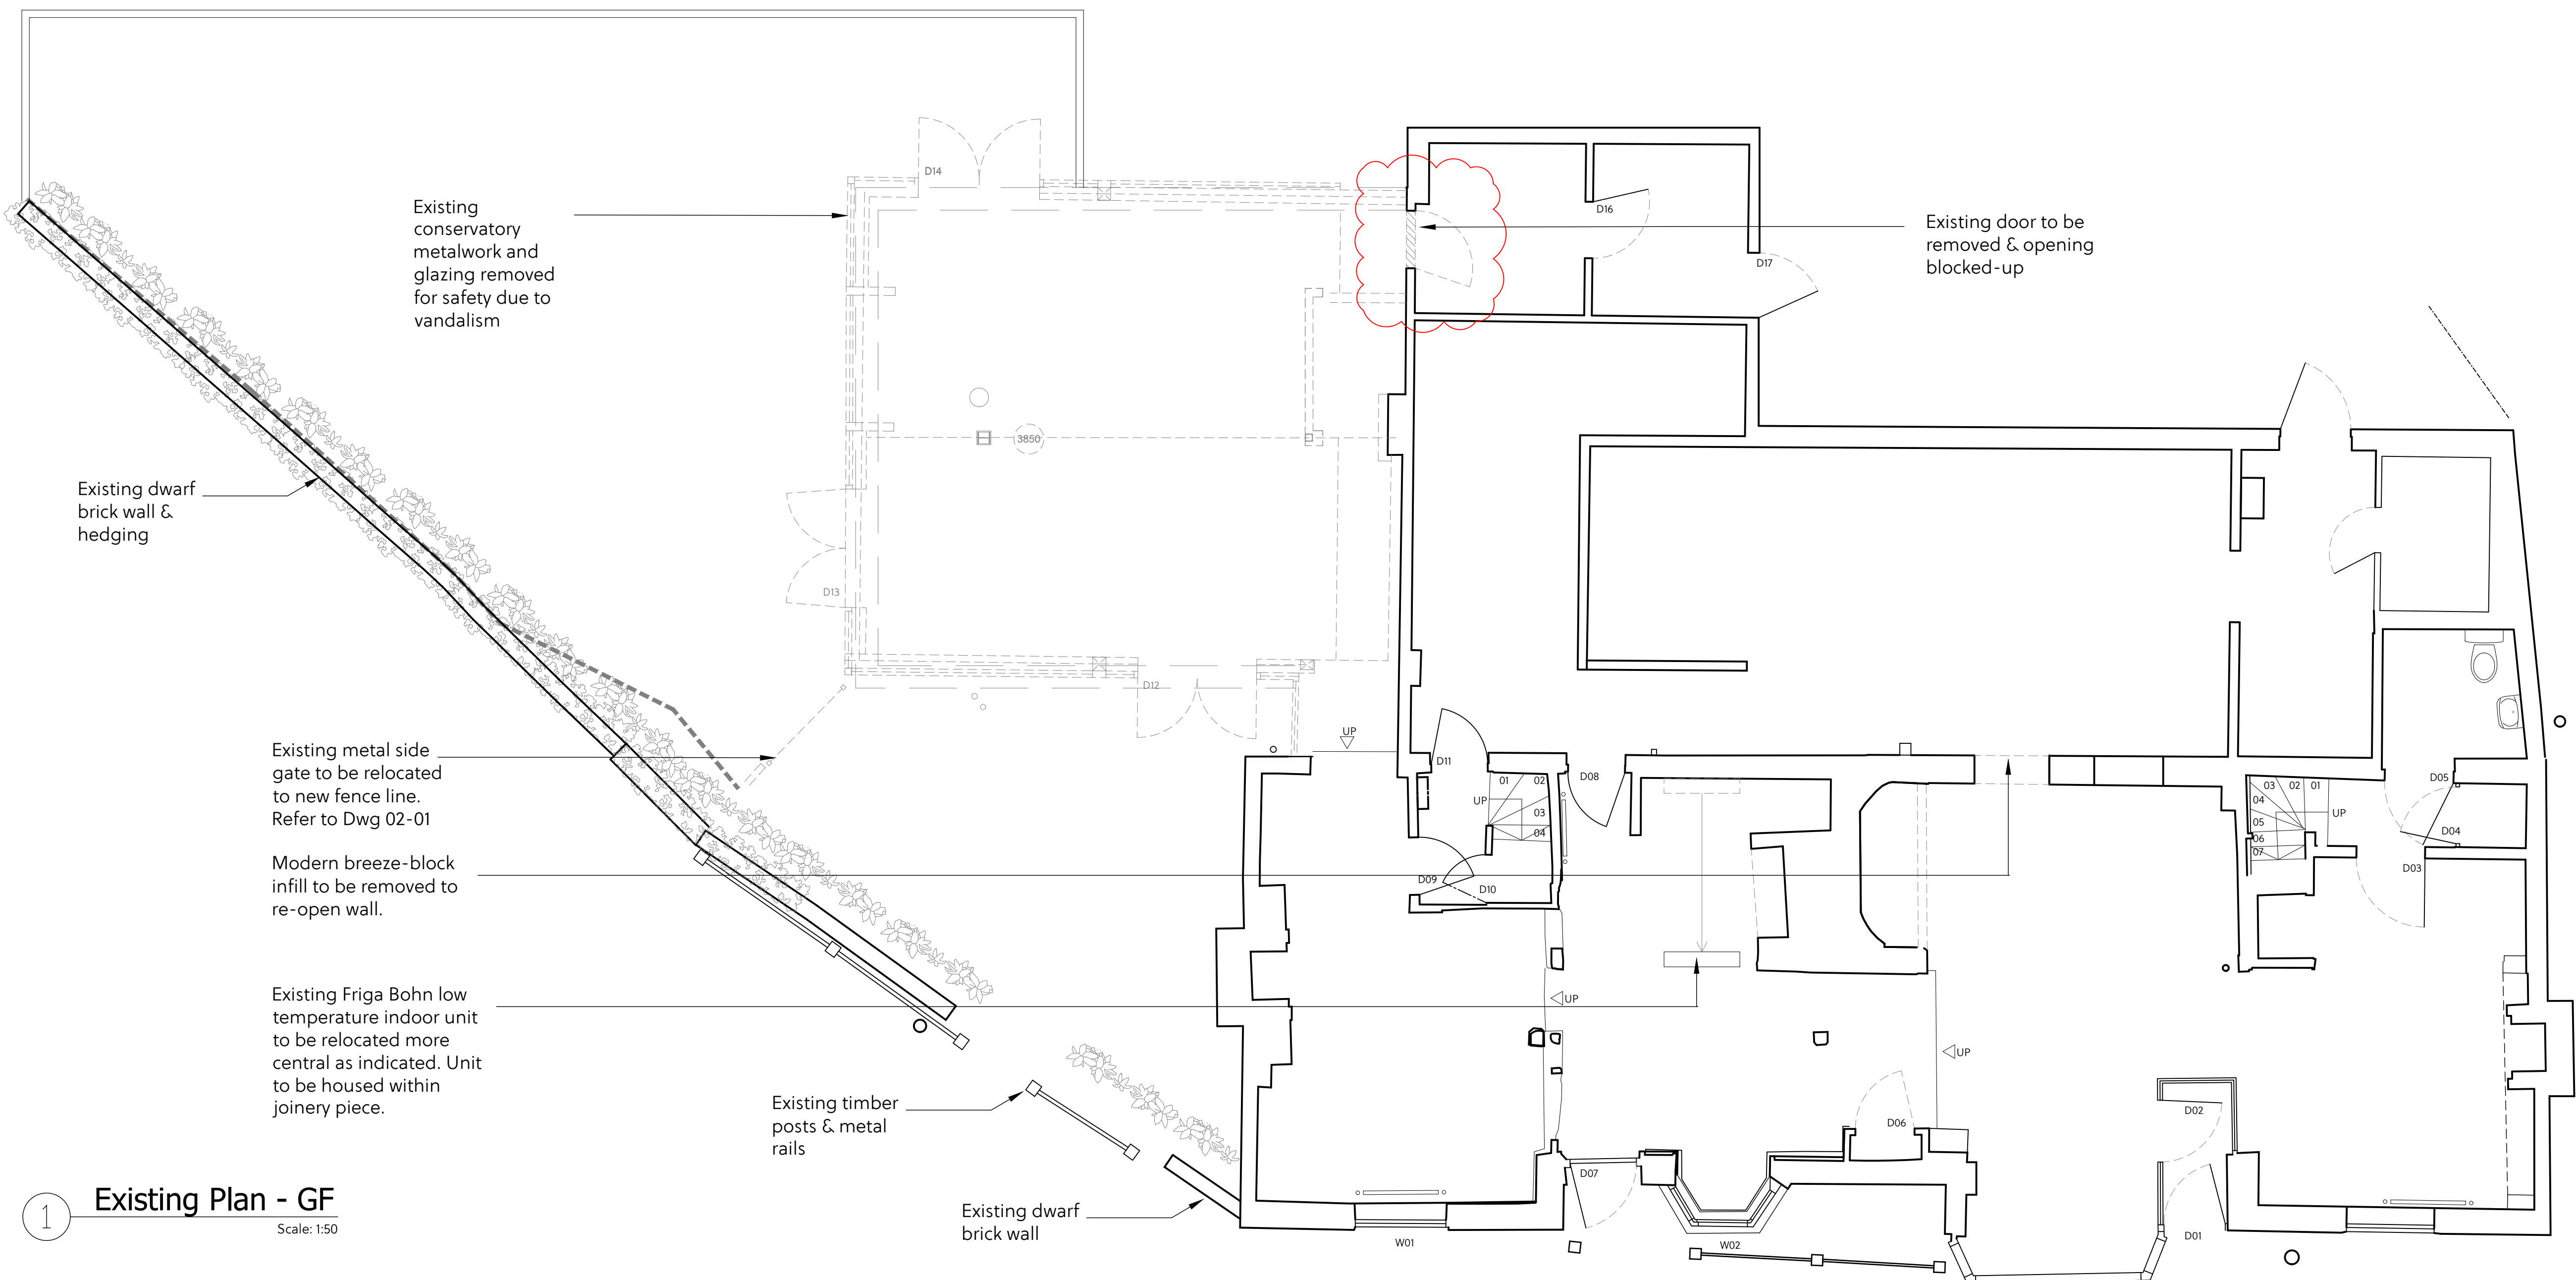 D14
Existing
conservatory
metalwork and
glazing removed
for safety due to
vandalism
D16
D17
Existing door to be
removed & opening
blocked-up
3850
Existing dwarf
brick wall &
hedging
D13
D12
UP
Existing metal side
gate to be relocated
to new fence line.
Refer to Dwg 02-01
D11
01
02
UP
03
04
D08
03
02
01
04
05
06
07
UP
D05
D04
D03
Modern breeze-block
infill to be removed to
re-open wall.
D09
D10
Existing Friga Bohn low
temperature indoor unit
to be relocated more
central as indicated. Unit
to be housed within
joinery piece.
UP
UP
Existing timber
posts & metal
rails
D06
D02
D07
Existing dwarf
brick wall
W01
W02
D01
1
Existing Plan - GF
Scale: 1:50